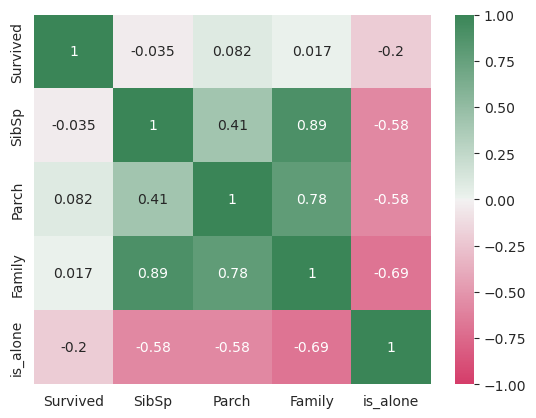 Survived 1 -0.035 0.082 0.017 -0.2
SibSp -0.035 1 0.41 0.89 -0.58
Parch 0.082 0.41 1 0.78 -0.58
Family 0.017 0.89 0.78 1 -0.69
is_alone -0.2 -0.58 -0.58 -0.69 1
Survived SibSp Parch Family is_alone
1.00
0.75
0.50
0.25
0.00
−0.25
−0.50
−0.75
−1.00